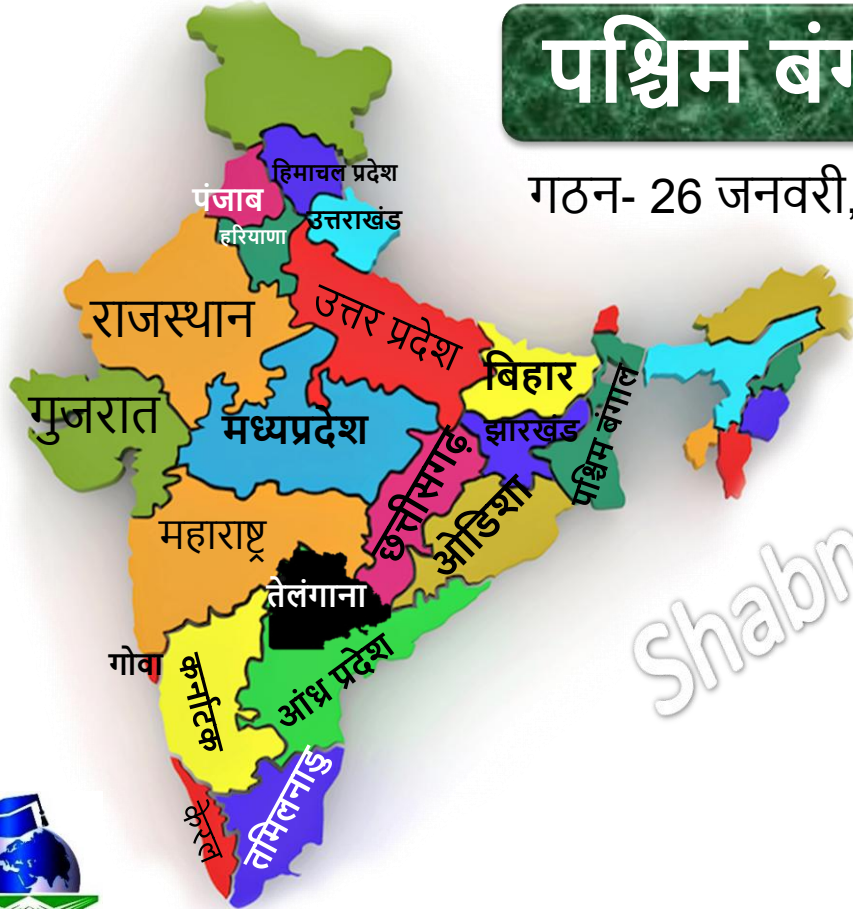 पश्चिम
गठन- 26 जनवरी,
हिमाचल प्रदेश
पंजाब
उत्तराखंड
हरियाणा
राजस्थान
उत्तर प्रदेश
बिहार
गुजरात
मध्यप्रदेश
झारखंड
पश्चिम बंगाल
छत्तीसगढ़
ओडिशा
महाराष्ट्र
तेलंगाना
गोवा
कर्नाटक
आंध्र प्रदेश
तमिलनाडु
केरल